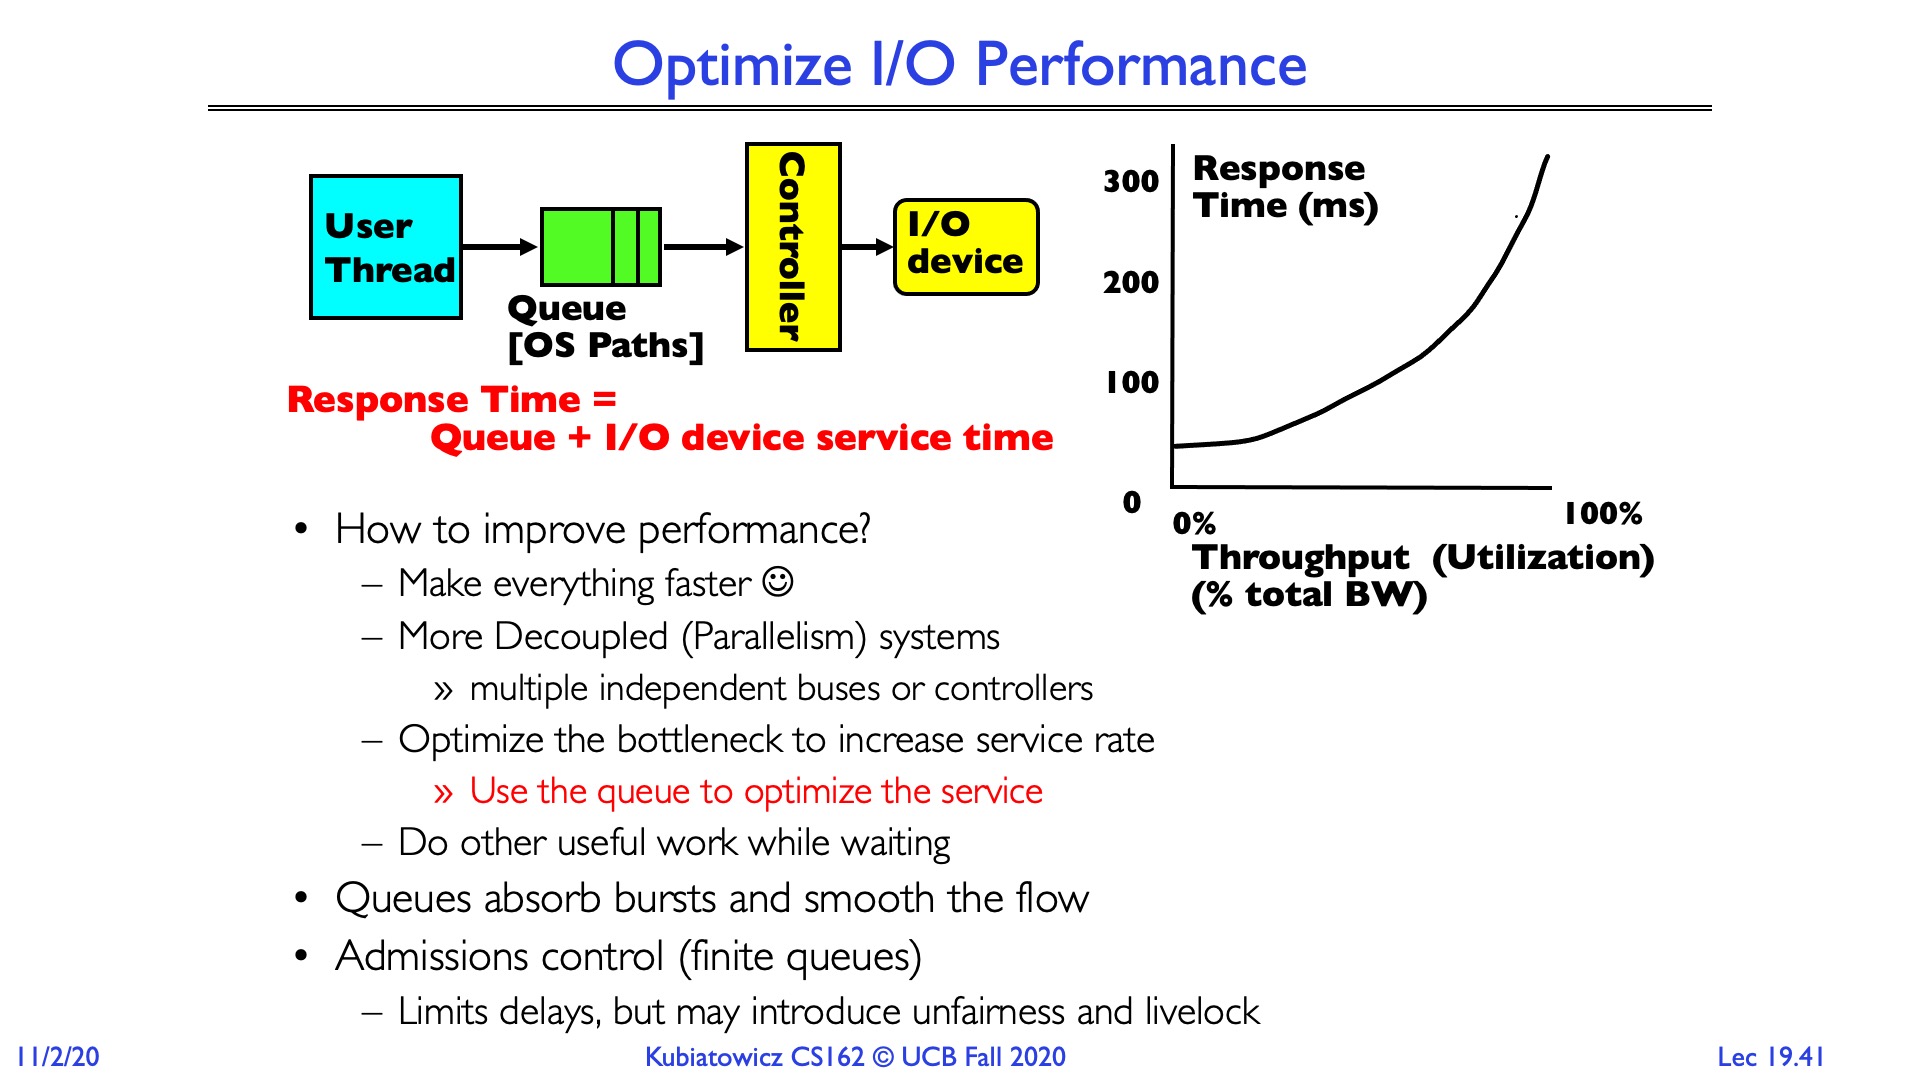 Optimize I/O Performance
User
Thread
Queue
[OS Paths]
Controller
I/O
device
Response Time =
Queue + I/O device service time
300
200
100
0
Response
Time (ms)
0%
100%
Throughput (Utilization)
(% total BW)
• How to improve performance?
– Make everything faster ☺
– More Decoupled (Parallelism) systems
» multiple independent buses or controllers
– Optimize the bottleneck to increase service rate
» Use the queue to optimize the service
– Do other useful work while waiting
• Queues absorb bursts and smooth the flow
• Admissions control (finite queues)
– Limits delays, but may introduce unfairness and livelock
11/2/20
Kubiatowicz CS162 © UCB Fall 2020
Lec 19.41